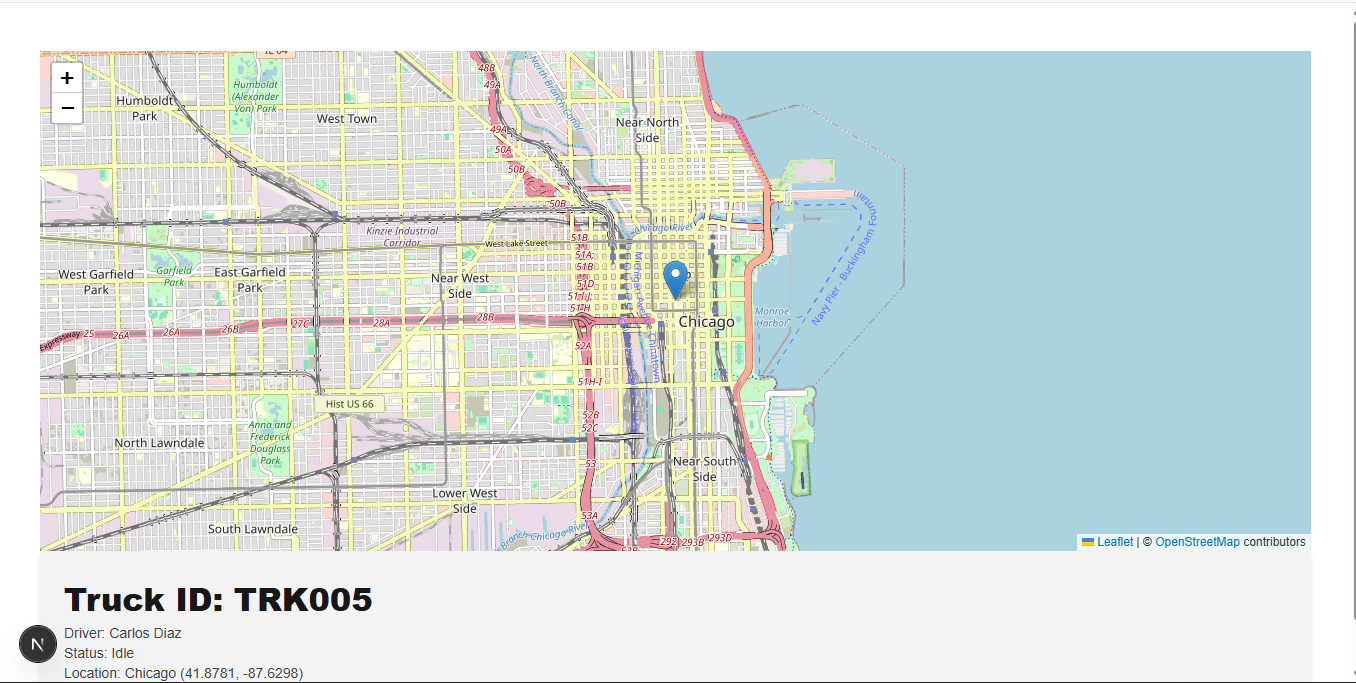 IL 64
+
−
Humboldt
Park
Humboldt
(Alexander
Von) Park
West Town
48B
49A
North Branch Canal
Near North
Side
49A
50A
50B
50B
Kinzie Industrial
Corridor
Chicago River
West Lake Street
51B
51A
51B
51D
51I-J
51H
West Garfield
Park
Garfield
Park
East Garfield
Park
Near West
Side
Chicago
Monroe
Harbor
Navy Pier - Buckingham Fountain
Expressway
25
26A
26B
27C
28A
28B
52A
51H-I
Chinatown
Hist US 66
52B
52C
North Lawndale
Anna and
Frederick
Douglass
Park
53
Near South
Side
Lower West
Side
South Lawndale
53A
Branch Chicago River
53B
292
293B
293D
Leaflet | © OpenStreetMap contributors
Truck ID: TRK005
N
Driver: Carlos Diaz
Status: Idle
Location: Chicago (41.8781, -87.6298)